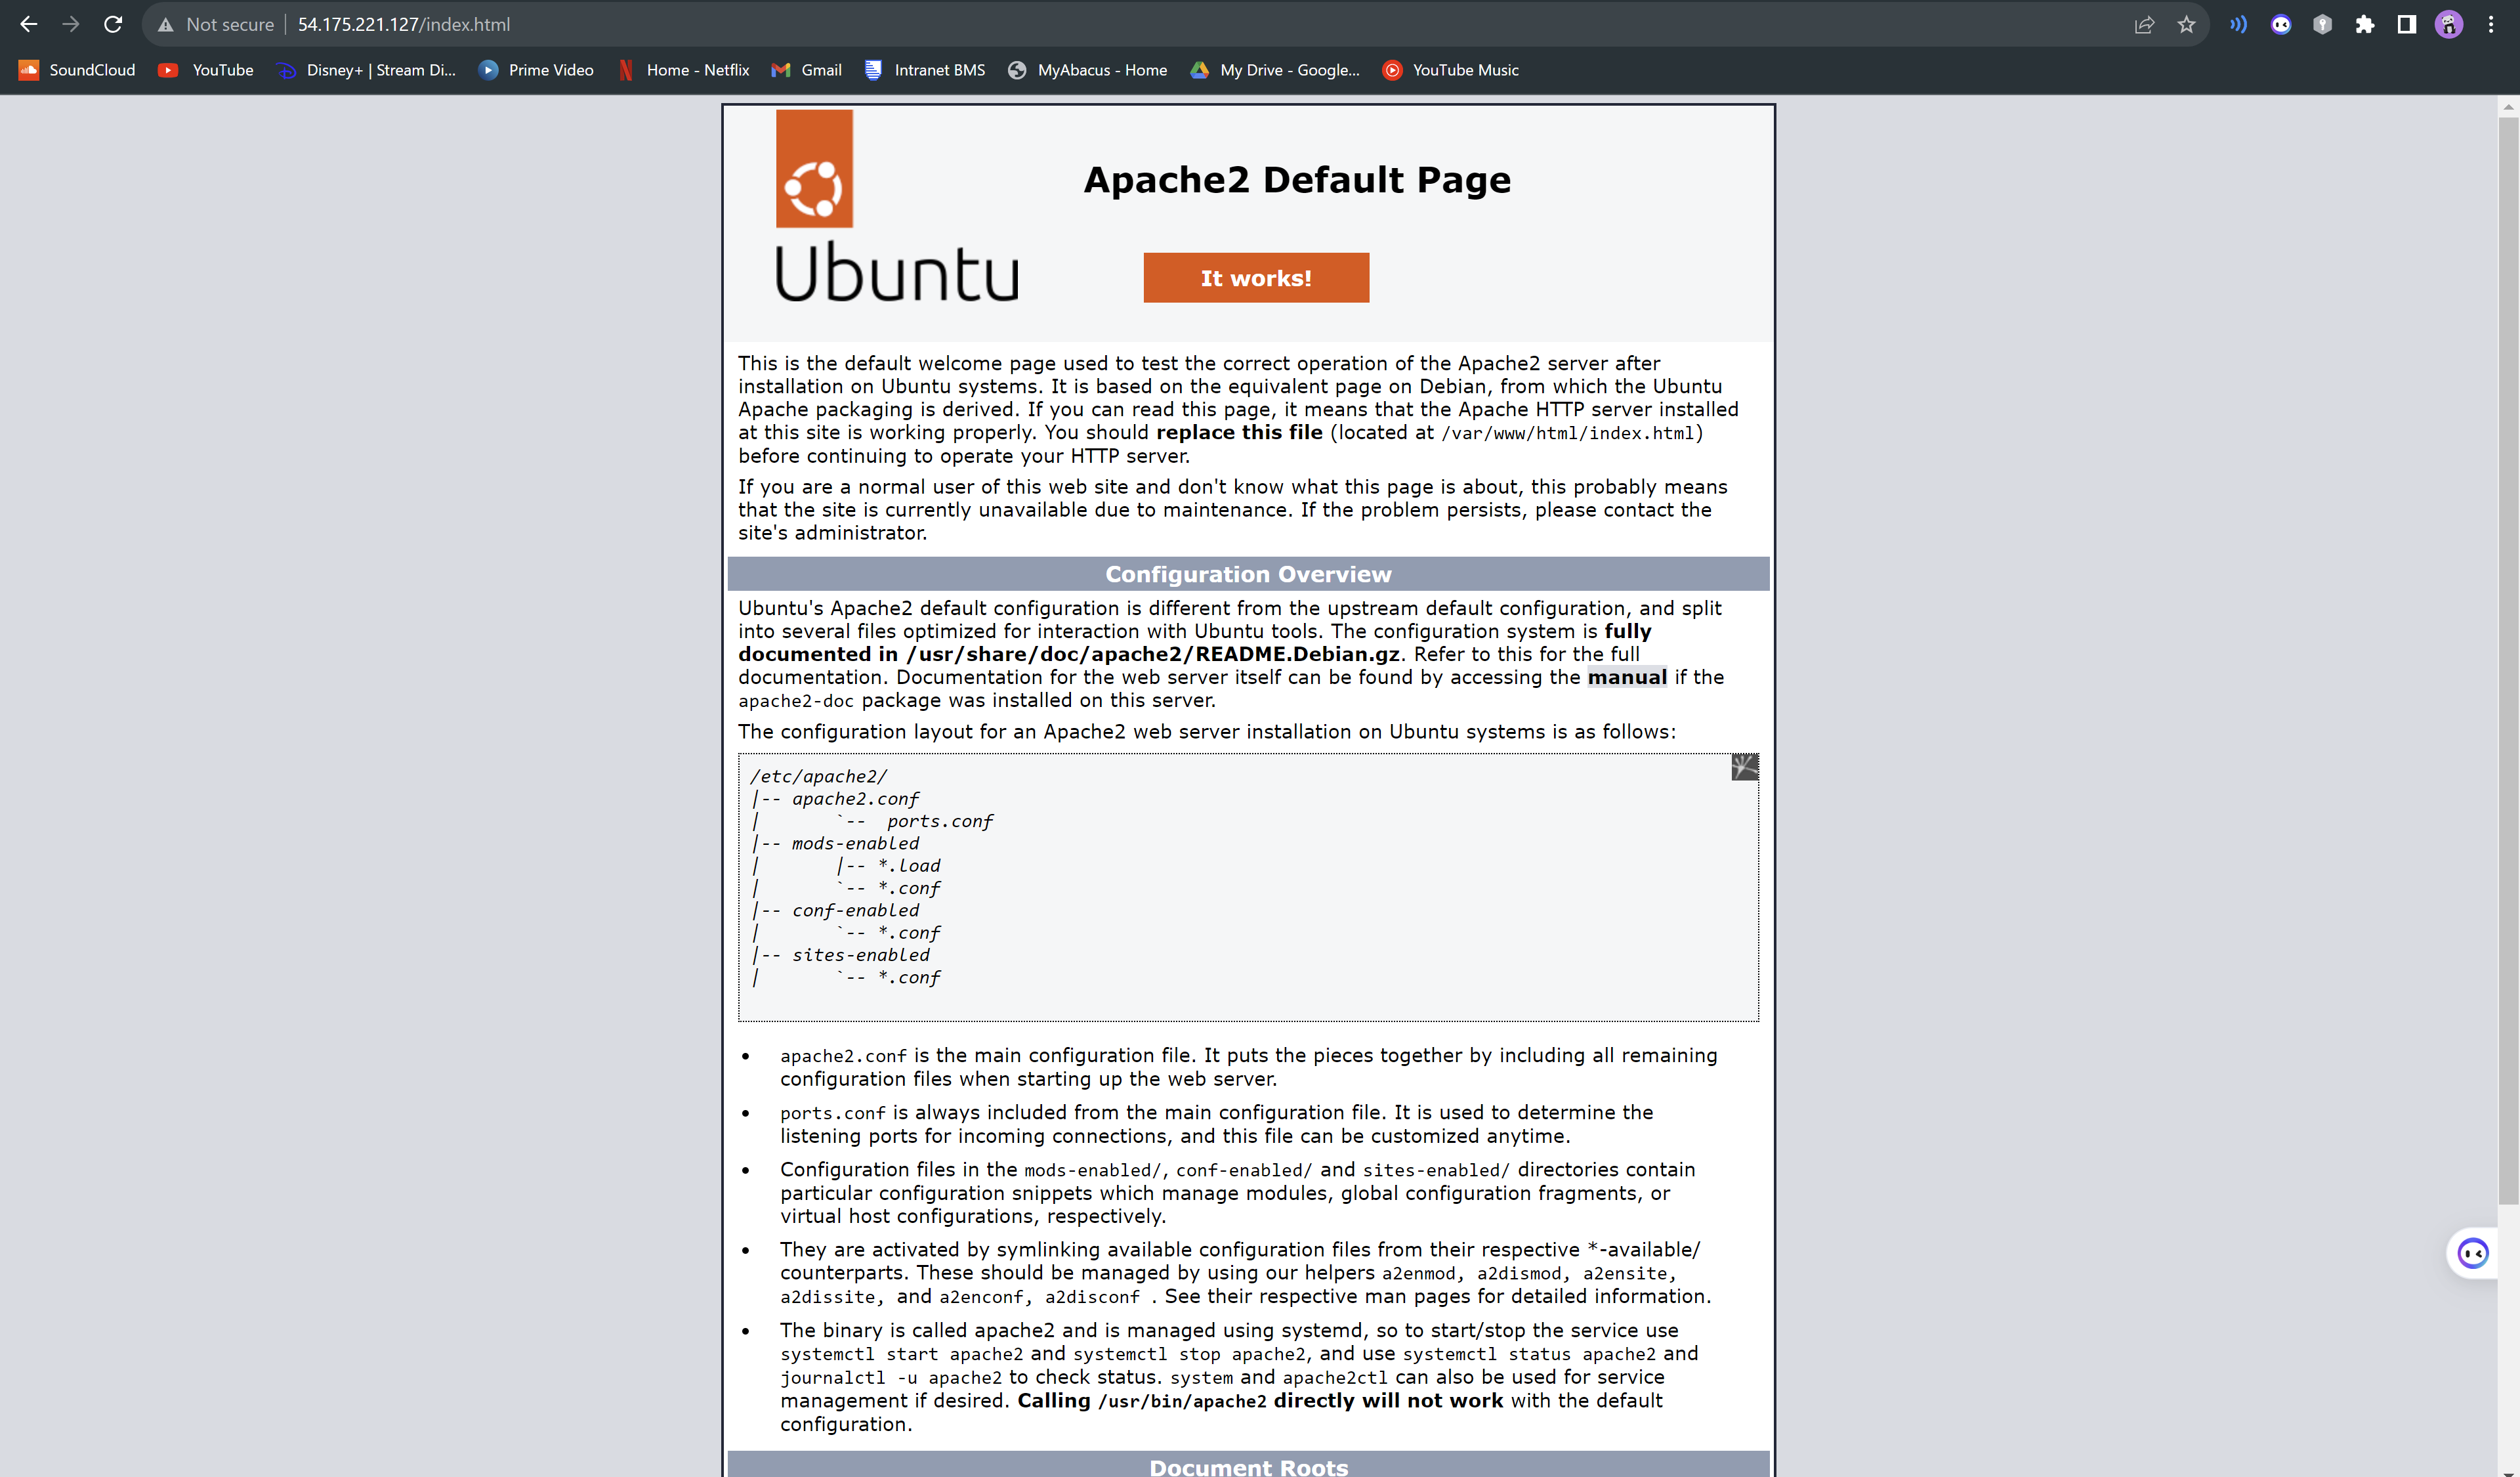 Not secure | 54.175.221.127/index.html
SoundCloud YouTube Disney+ | Stream Di... Prime Video Home - Netflix Gmail Intranet BMS MyAbacus - Home My Drive - Google... YouTube Music
Apache2 Default Page
Ubuntu
It works!
This is the default welcome page used to test the correct operation of the Apache2 server after
installation on Ubuntu systems. It is based on the equivalent page on Debian, from which the Ubuntu
Apache packaging is derived. If you can read this page, it means that the Apache HTTP server installed
at this site is working properly. You should replace this file (located at /var/www/html/index.html)
before continuing to operate your HTTP server.
If you are a normal user of this web site and don't know what this page is about, this probably means
that the site is currently unavailable due to maintenance. If the problem persists, please contact the
site's administrator.
Configuration Overview
Ubuntu's Apache2 default configuration is different from the upstream default configuration, and split
into several files optimized for interaction with Ubuntu tools. The configuration system is fully
documented in /usr/share/doc/apache2/README.Debian.gz. Refer to this for the full
documentation. Documentation for the web server itself can be found by accessing the manual if the
apache2-doc package was installed on this server.
The configuration layout for an Apache2 web server installation on Ubuntu systems is as follows:
/etc/apache2/
|-- apache2.conf
|       `--  ports.conf
|-- mods-enabled
|       |-- *.load
|       `-- *.conf
|-- conf-enabled
|       `-- *.conf
|-- sites-enabled
|       `-- *.conf
• apache2.conf is the main configuration file. It puts the pieces together by including all remaining
configuration files when starting up the web server.
• ports.conf is always included from the main configuration file. It is used to determine the
listening ports for incoming connections, and this file can be customized anytime.
• Configuration files in the mods-enabled/, conf-enabled/ and sites-enabled/ directories contain
particular configuration snippets which manage modules, global configuration fragments, or
virtual host configurations, respectively.
• They are activated by symlinking available configuration files from their respective *-available/
counterparts. These should be managed by using our helpers a2enmod, a2dismod, a2ensite,
a2dissite, and a2enconf, a2disconf . See their respective man pages for detailed information.
• The binary is called apache2 and is managed using systemd, so to start/stop the service use
systemctl start apache2 and systemctl stop apache2, and use systemctl status apache2 and
journalctl -u apache2 to check status. system and apache2ctl can also be used for service
management if desired. Calling /usr/bin/apache2 directly will not work with the default
configuration.
Document Roots